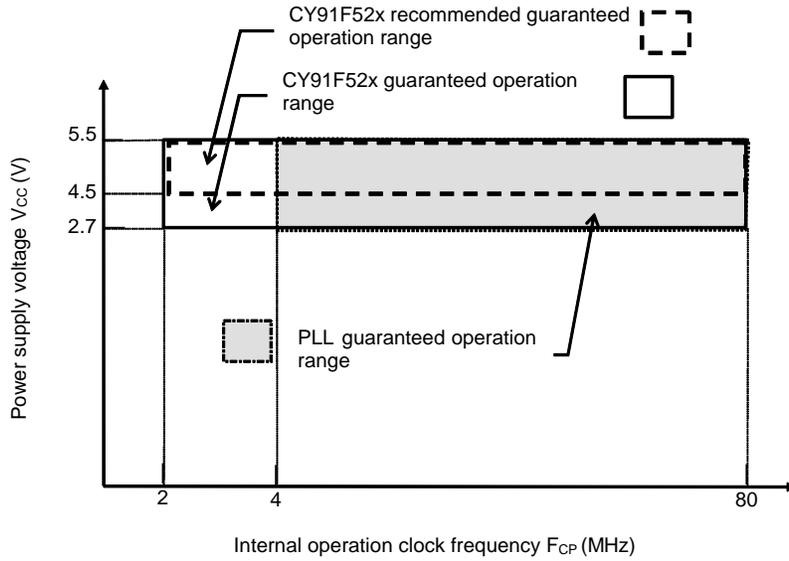 CY91F52x recommended guaranteed
operation range
CY91F52x guaranteed operation
range
5.5
4.5
2.7
Power supply voltage VCC (V)
PLL guaranteed operation
range
2
4
80
Internal operation clock frequency FCP (MHz)